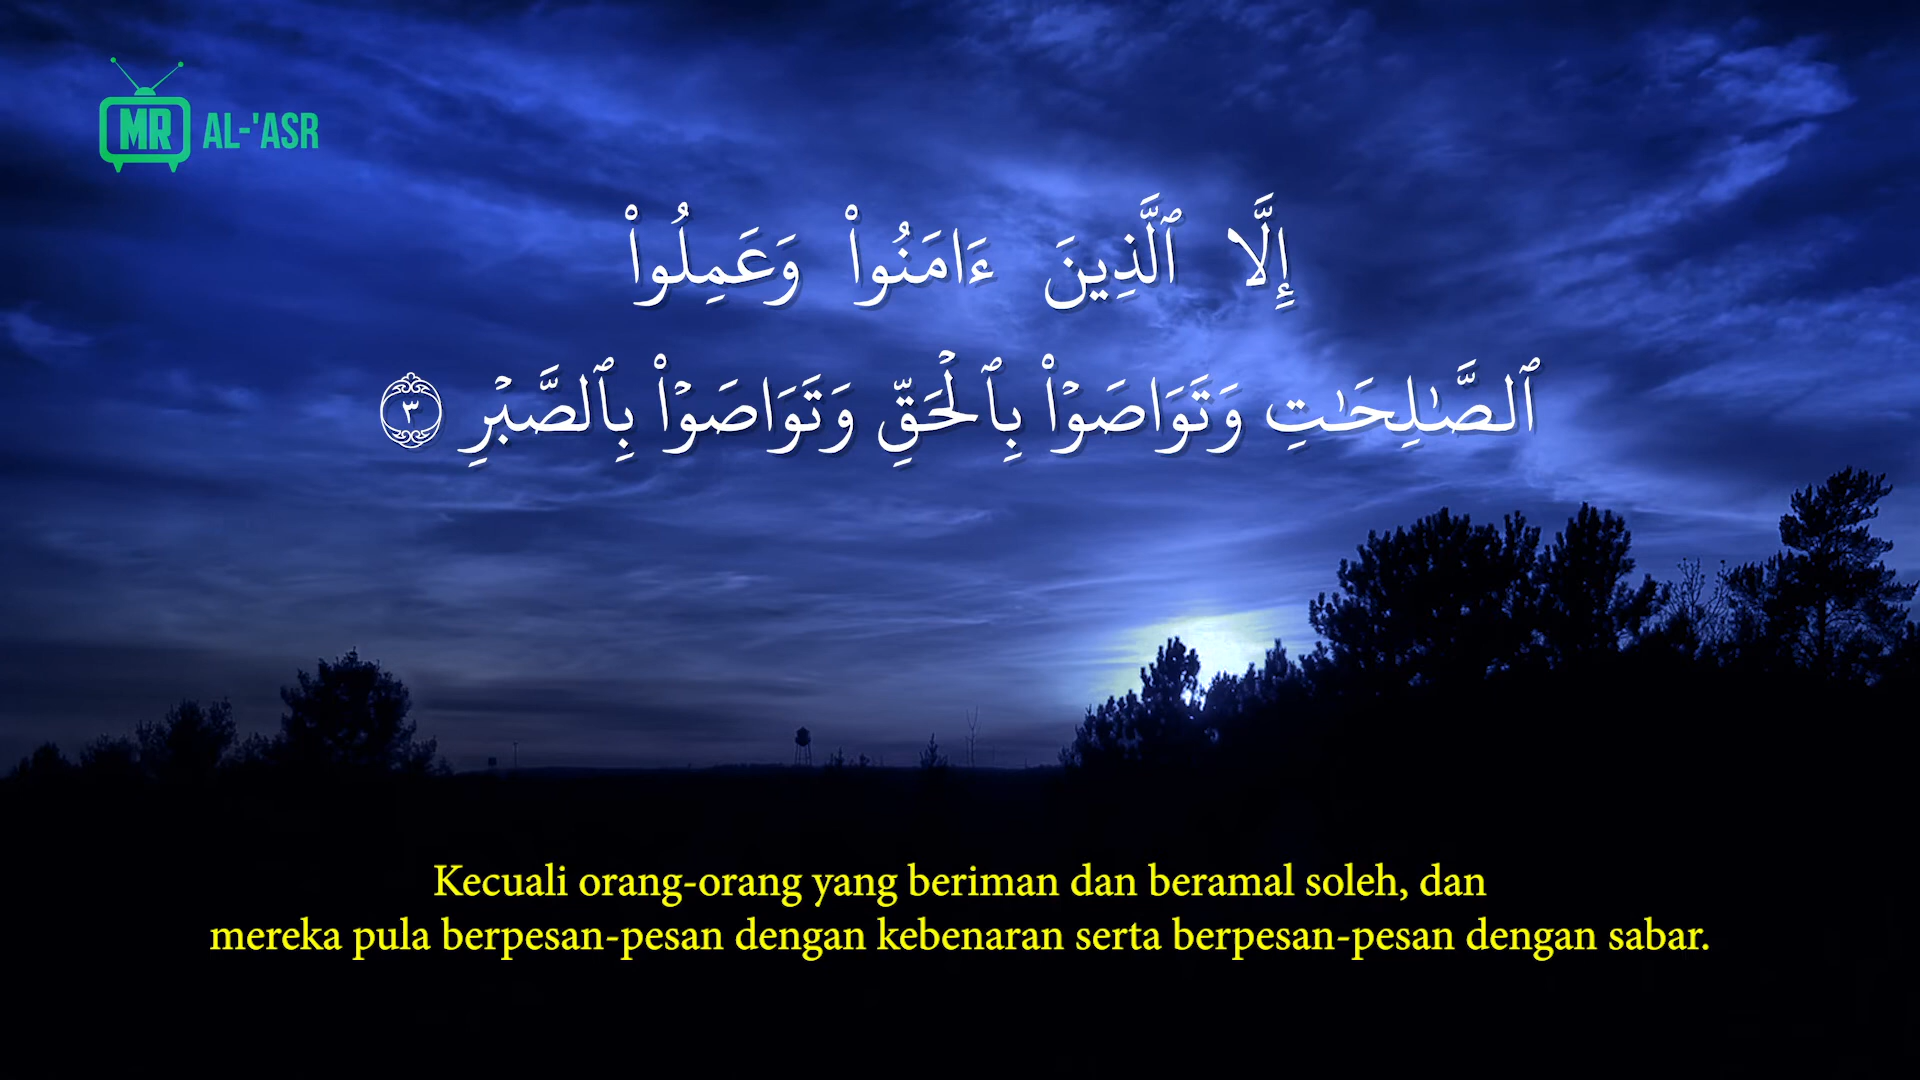 MR AL-'ASR
إِلَّا ٱلَّذِينَ ءَامَنُوا۟ وَعَمِلُوا۟
ٱلصَّـٰلِحَـٰتِ وَتَوَاصَوْا۟ بِٱلْحَقِّ وَتَوَاصَوْا۟ بِٱلصَّبْرِ ٣
Kecuali orang-orang yang beriman dan beramal soleh, dan
mereka pula berpesan-pesan dengan kebenaran serta berpesan-pesan dengan sabar.